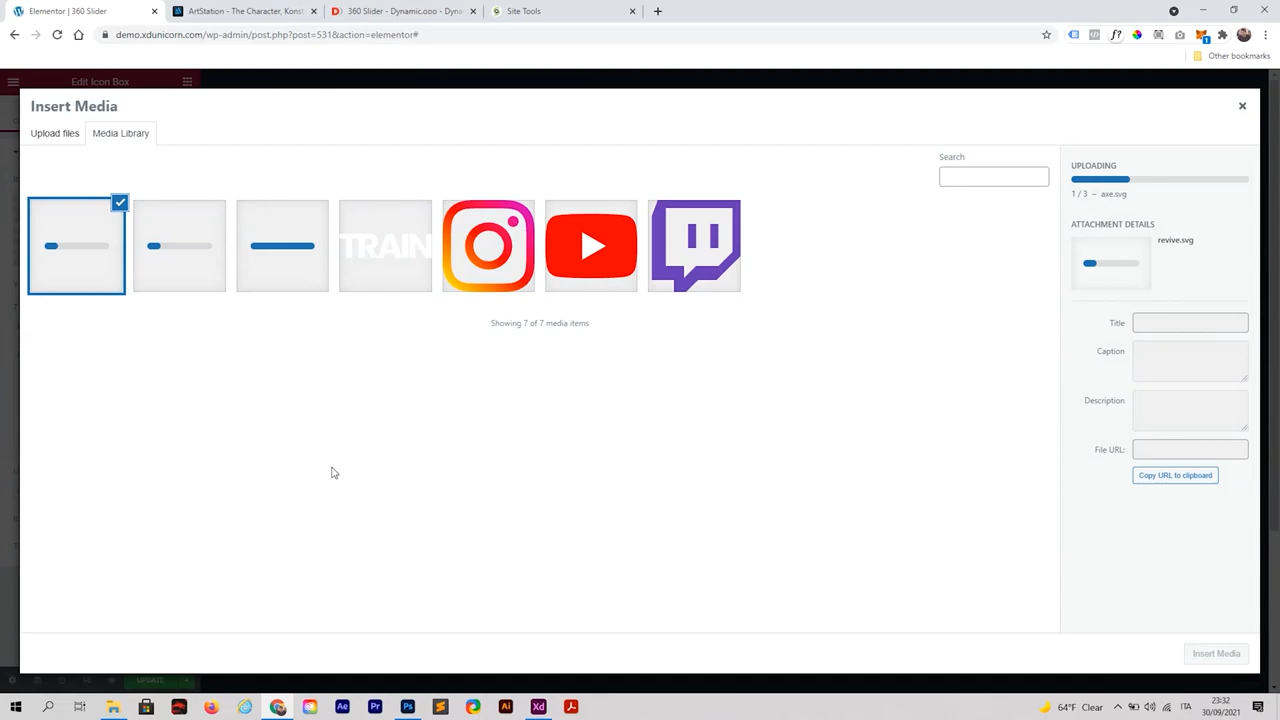 Elementor | 360 Slider
ArtStation - The Character, Konst
360 Slider - Dynamic.ooo - Dyna
Site Tools
demo.xdunicorn.com/wp-admin/post.php?post=531&action=elementor#
Other bookmarks
Edit Icon Box
Insert Media
Upload files
Media Library
Search
UPLOADING
1 / 3 – axe.svg
ATTACHMENT DETAILS
revive.svg
TRAIN
Showing 7 of 7 media items
Title
Caption
Description
File URL:
Copy URL to clipboard
Insert Media
UPDATE
64°F Clear
ITA
23:32
30/09/2021